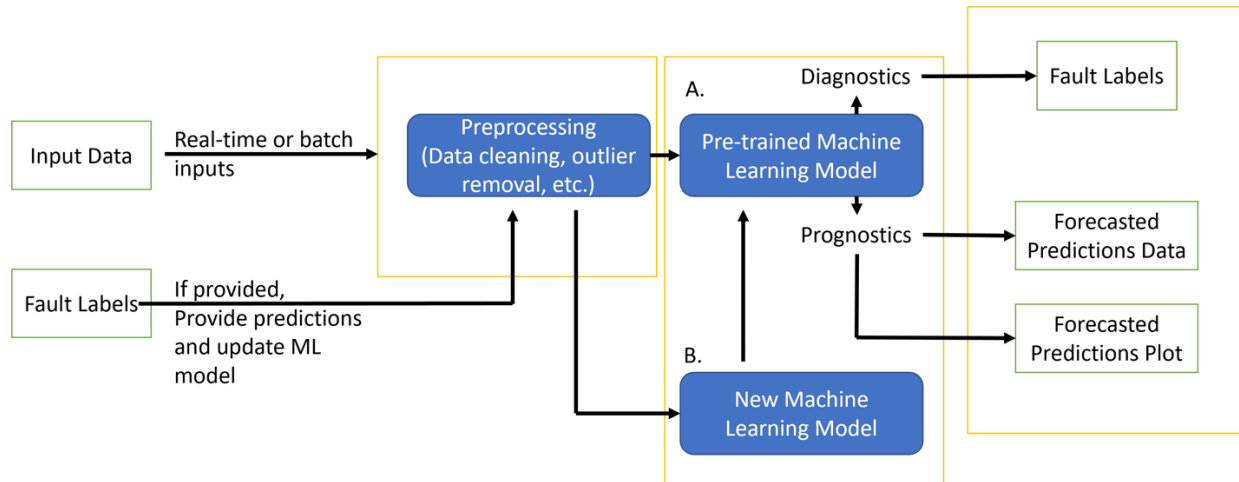 Input Data
Real-time or batch
inputs
Fault Labels
If provided,
Provide predictions
and update ML
model
Preprocessing
(Data cleaning, outlier
removal, etc.)
A.
Pre-trained Machine
Learning Model
Diagnostics
Prognostics
B.
New Machine
Learning Model
Fault Labels
Forecasted
Predictions Data
Forecasted
Predictions Plot